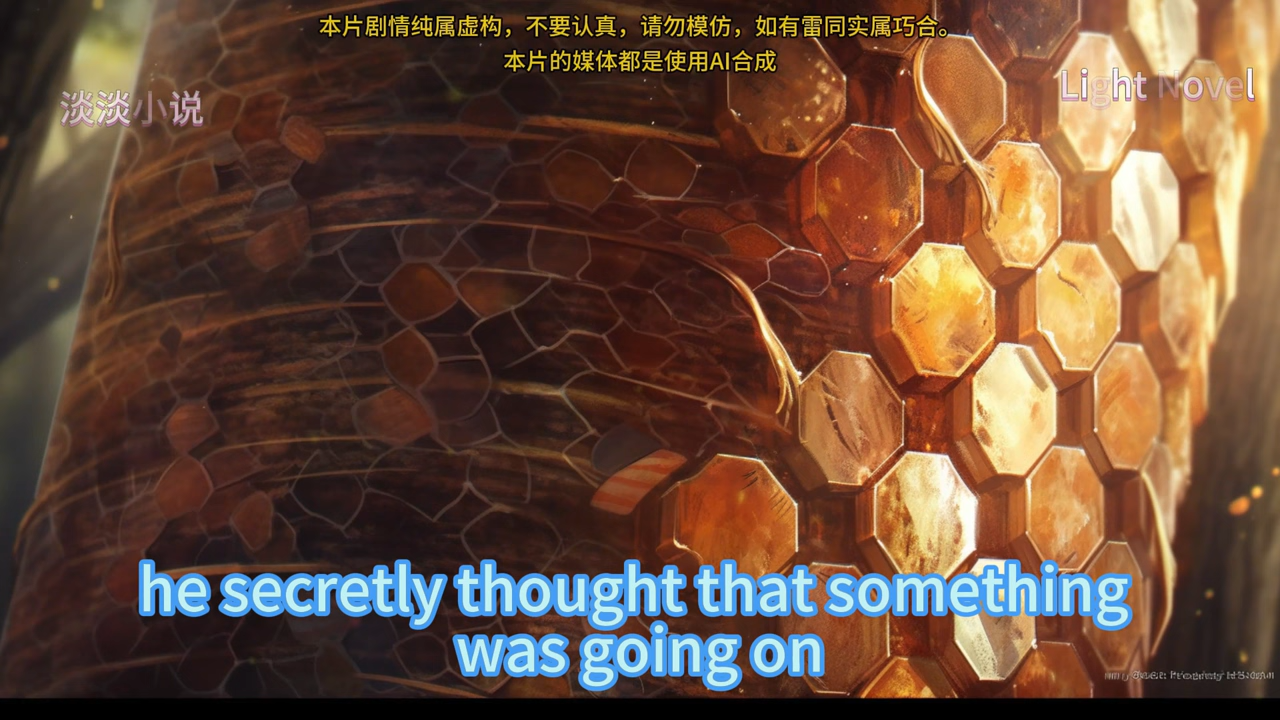 本片剧情纯属虚构，不要认真，请勿模仿，如有雷同实属巧合。
本片的媒体都是使用AI合成
淡淡小说
Light Novel
he secretly thought that something
was going on